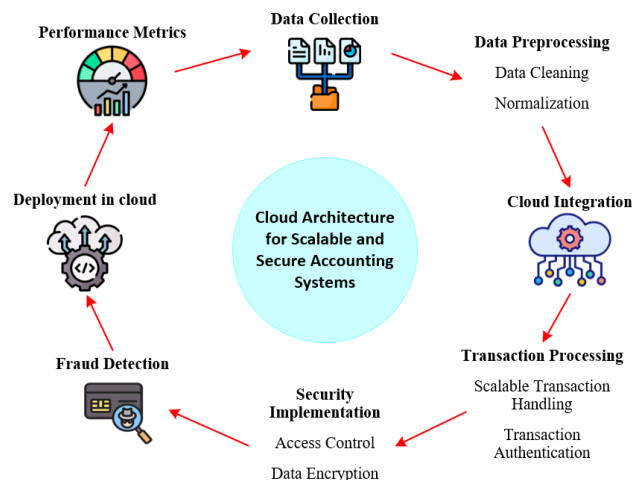 Performance Metrics
Data Collection
Data Preprocessing
Data Cleaning
Normalization
Cloud Integration
Transaction Processing
Scalable Transaction
Handling
Transaction
Authentication
Security
Implementation
Access Control
Data Encryption
Fraud Detection
Deployment in cloud
</>
Cloud Architecture
for Scalable and
Secure Accounting
Systems